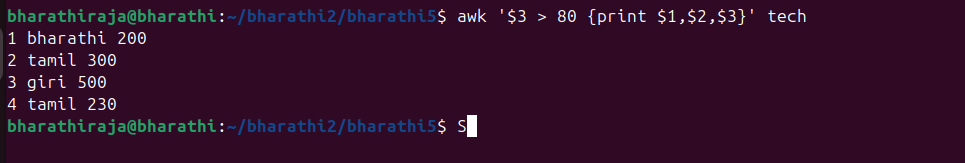 bharathiraja@bharathi:~/bharathi2/bharathi5$ awk '$3 > 80 {print $1,$2,$3}' tech
1 bharathi 200
2 tamil 300
3 giri 500
4 tamil 230
bharathiraja@bharathi:~/bharathi2/bharathi5$ S